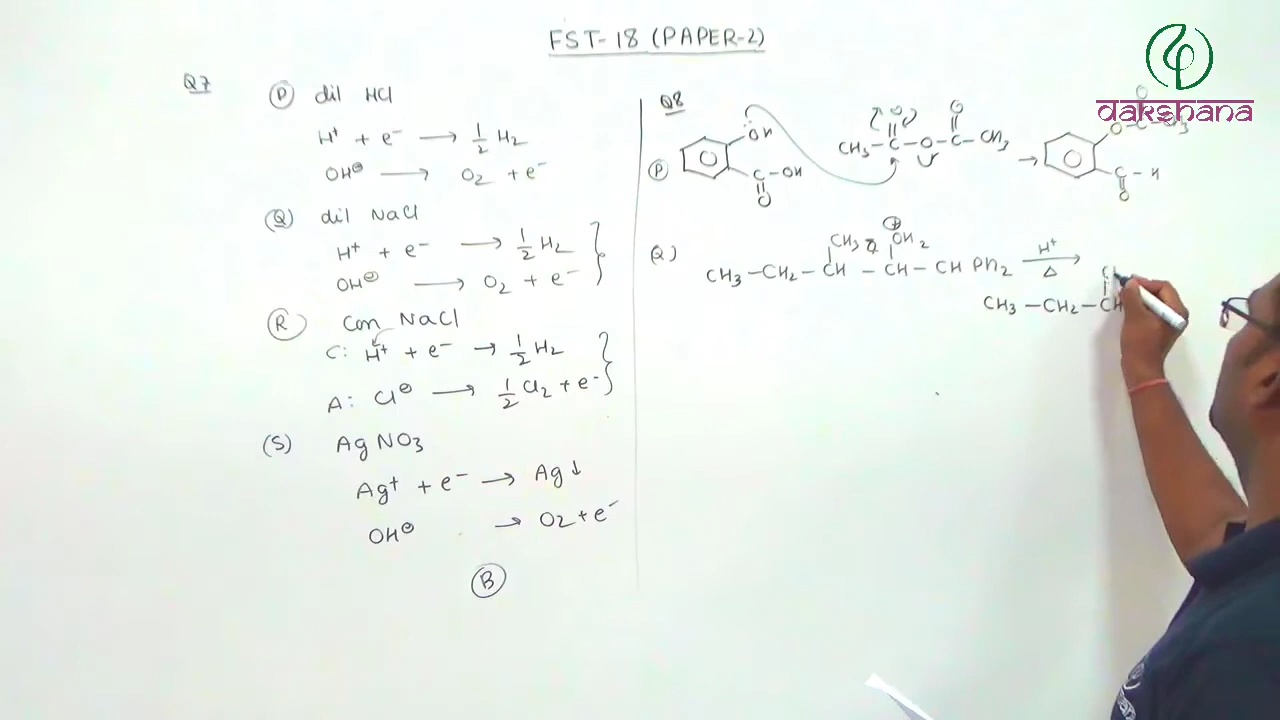 FST-18 (PAPER-2)
dakshana
Q7
(P) dil HCl
H⁺ + e⁻ → 1/2 H₂
OH⊖ → O₂ + e⁻
(Q) dil NaCl
H⁺ + e⁻ → 1/2 H₂
OH⊖ → O₂ + e⁻
(R) Con NaCl
C: H⁺ + e⁻ → 1/2 H₂
A: Cl⊖ → 1/2 Cl₂ + e⁻
(S) AgNO₃
Ag⁺ + e⁻ → Ag↓
OH⊖ → O₂ + e⁻
(B)
Q8
(P)
OH
C - OH
O
O O
CH₃ - C - O - C - CH₃
→
O
O - C - CH₃
C - H
O
Q)
CH₃ ⊕OH₂
CH₃ - CH₂ - CH - CH - CH Ph₂ H⁺ Δ →
CH₃ - CH₂ - CH